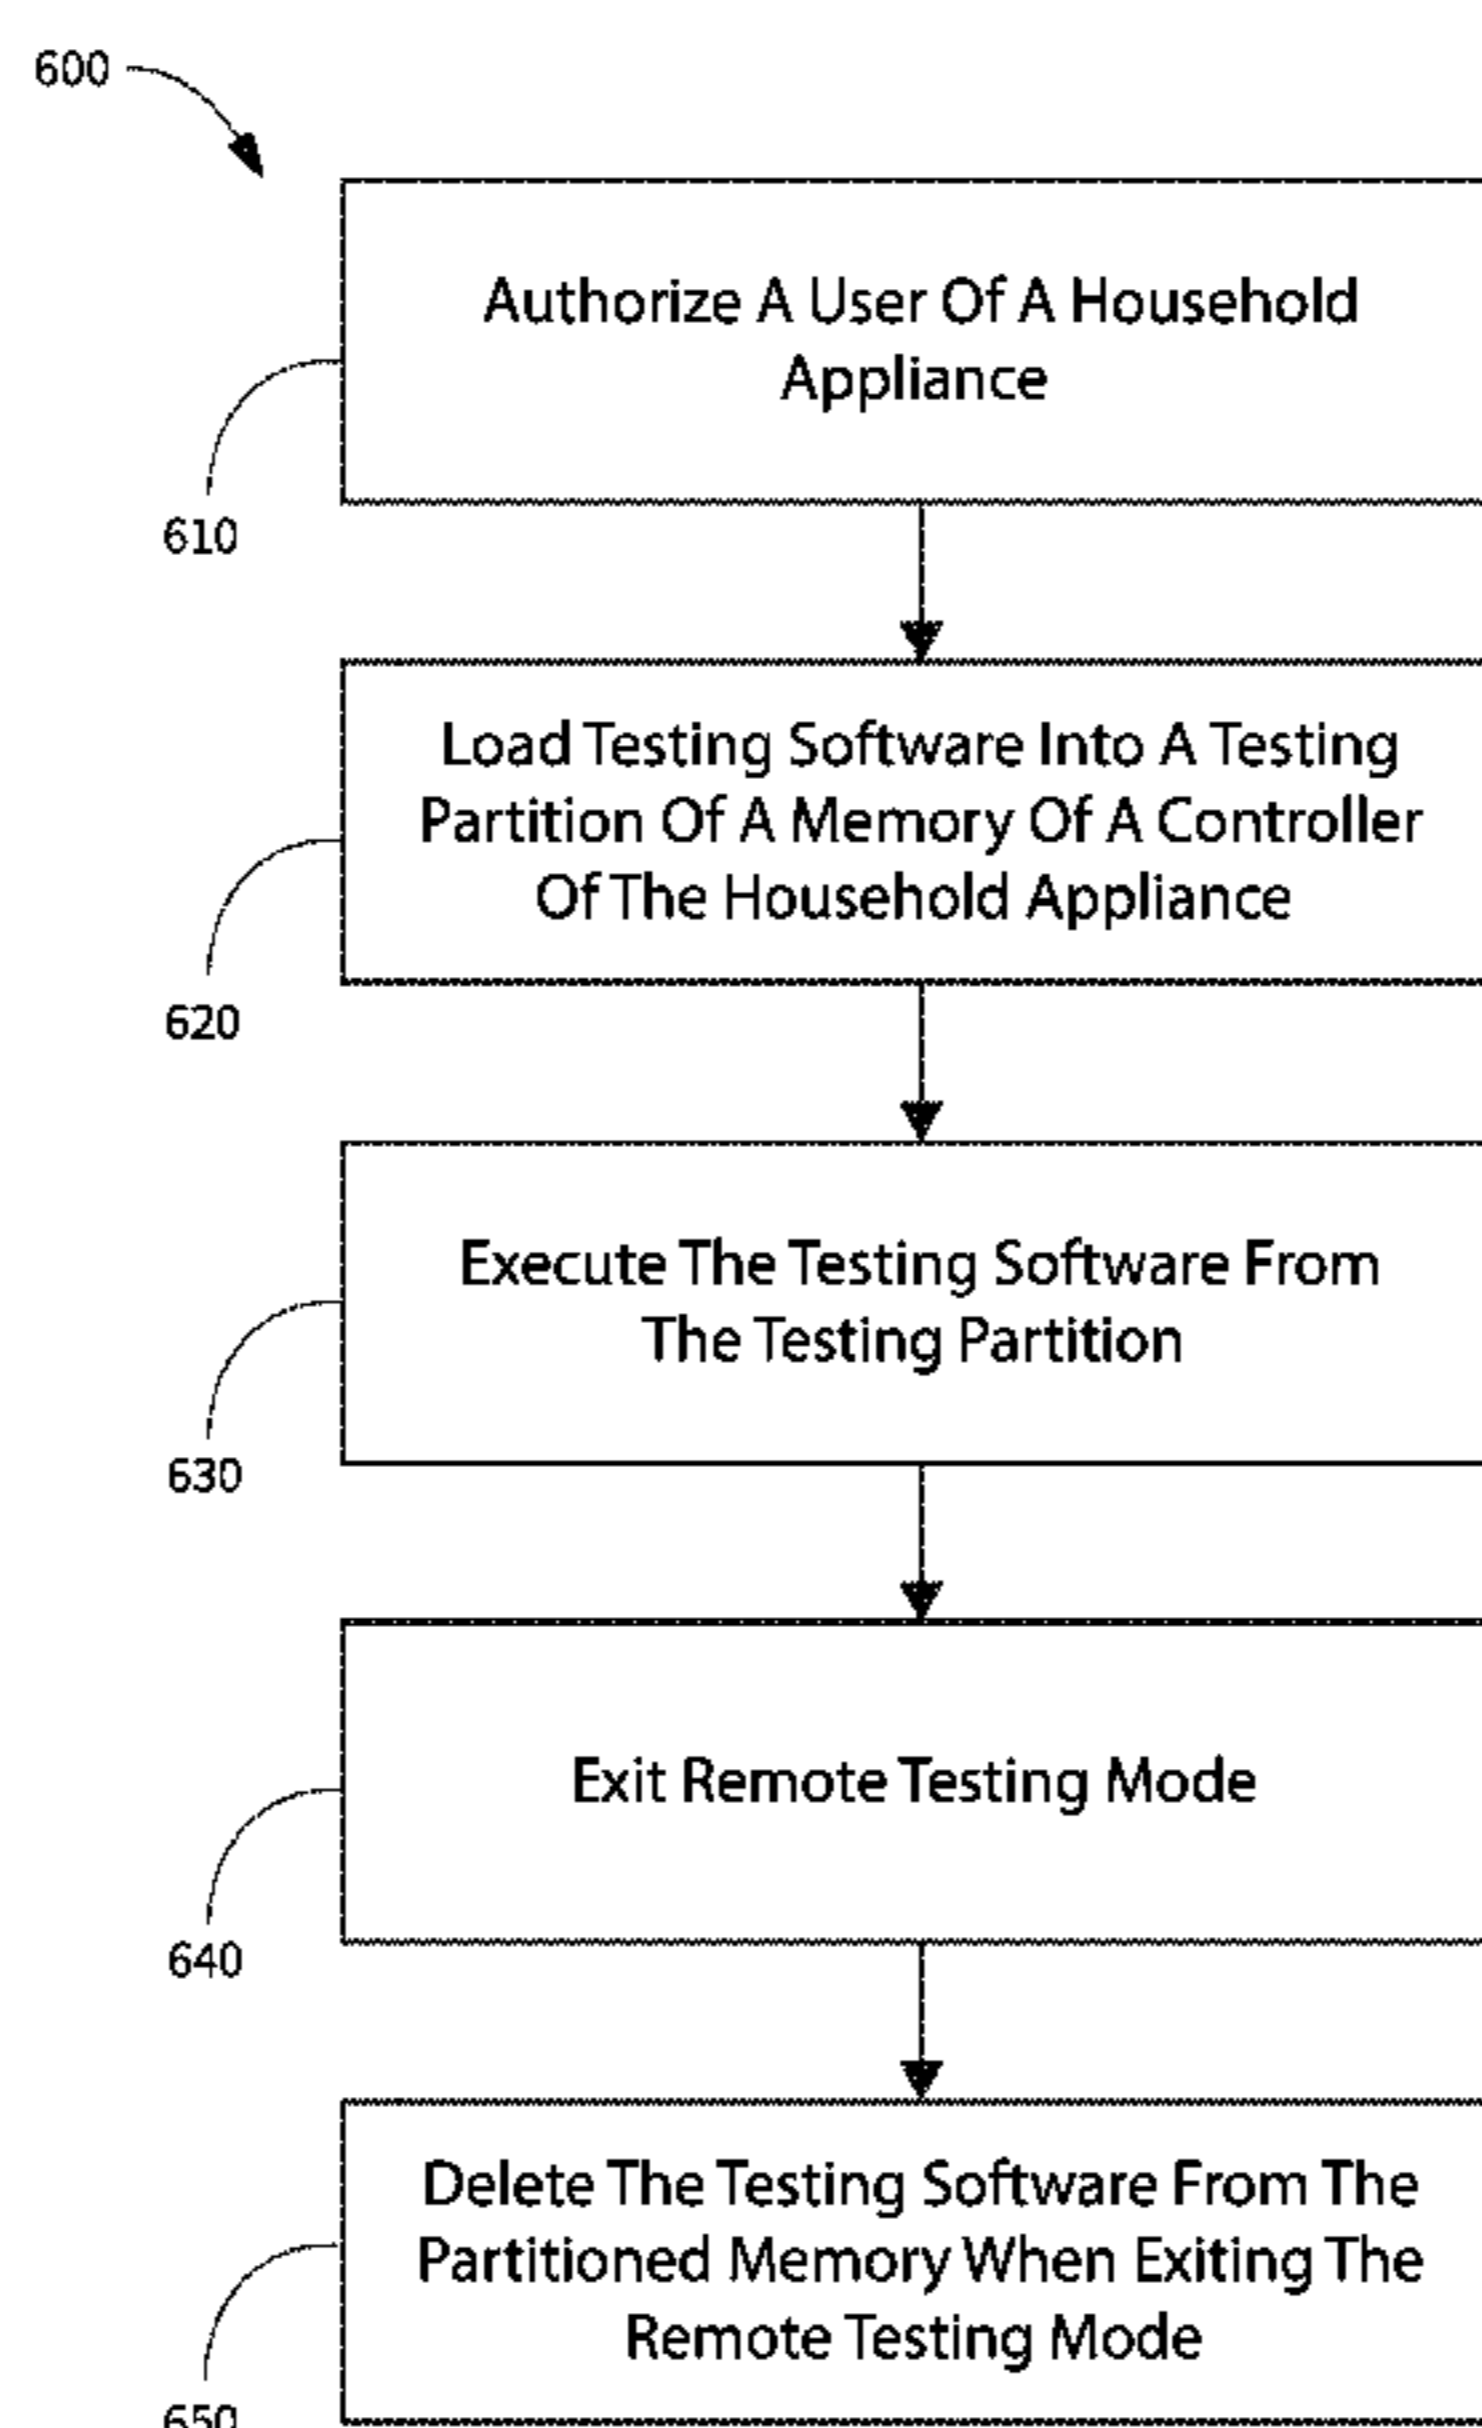 600
Authorize A User Of A Household
Appliance
610
Load Testing Software Into A Testing
Partition Of A Memory Of A Controller
Of The Household Appliance
620
Execute The Testing Software From
The Testing Partition
630
Exit Remote Testing Mode
640
Delete The Testing Software From The
Partitioned Memory When Exiting The
Remote Testing Mode
650